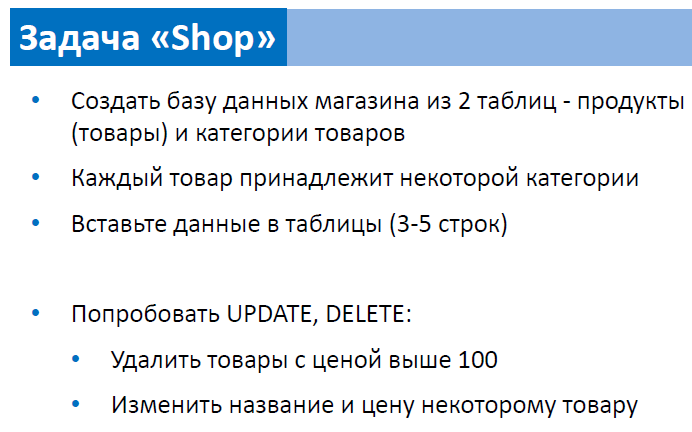 Задача «Shop»
• Создать базу данных магазина из 2 таблиц - продукты
(товары) и категории товаров
• Каждый товар принадлежит некоторой категории
• Вставьте данные в таблицы (3-5 строк)
• Попробовать UPDATE, DELETE:
• Удалить товары с ценой выше 100
• Изменить название и цену некоторому товару